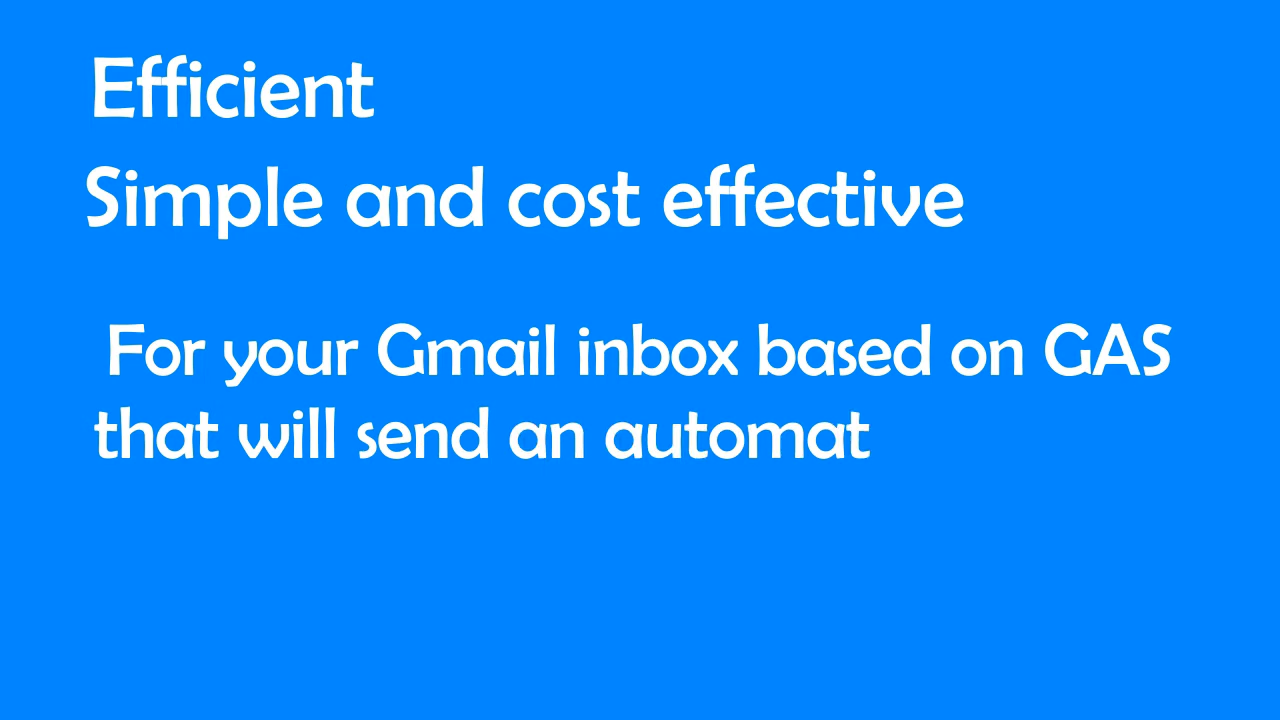 Efficient
Simple and cost effective
For your Gmail inbox based on GAS
that will send an automat